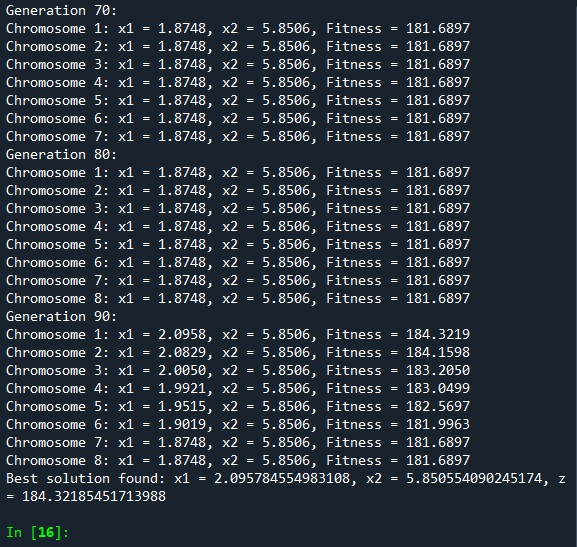 Generation 70:
Chromosome 1: x1 = 1.8748, x2 = 5.8506, Fitness = 181.6897
Chromosome 2: x1 = 1.8748, x2 = 5.8506, Fitness = 181.6897
Chromosome 3: x1 = 1.8748, x2 = 5.8506, Fitness = 181.6897
Chromosome 4: x1 = 1.8748, x2 = 5.8506, Fitness = 181.6897
Chromosome 5: x1 = 1.8748, x2 = 5.8506, Fitness = 181.6897
Chromosome 6: x1 = 1.8748, x2 = 5.8506, Fitness = 181.6897
Chromosome 7: x1 = 1.8748, x2 = 5.8506, Fitness = 181.6897
Generation 80:
Chromosome 1: x1 = 1.8748, x2 = 5.8506, Fitness = 181.6897
Chromosome 2: x1 = 1.8748, x2 = 5.8506, Fitness = 181.6897
Chromosome 3: x1 = 1.8748, x2 = 5.8506, Fitness = 181.6897
Chromosome 4: x1 = 1.8748, x2 = 5.8506, Fitness = 181.6897
Chromosome 5: x1 = 1.8748, x2 = 5.8506, Fitness = 181.6897
Chromosome 6: x1 = 1.8748, x2 = 5.8506, Fitness = 181.6897
Chromosome 7: x1 = 1.8748, x2 = 5.8506, Fitness = 181.6897
Chromosome 8: x1 = 1.8748, x2 = 5.8506, Fitness = 181.6897
Generation 90:
Chromosome 1: x1 = 2.0958, x2 = 5.8506, Fitness = 184.3219
Chromosome 2: x1 = 2.0829, x2 = 5.8506, Fitness = 184.1598
Chromosome 3: x1 = 2.0050, x2 = 5.8506, Fitness = 183.2050
Chromosome 4: x1 = 1.9921, x2 = 5.8506, Fitness = 183.0499
Chromosome 5: x1 = 1.9515, x2 = 5.8506, Fitness = 182.5697
Chromosome 6: x1 = 1.9019, x2 = 5.8506, Fitness = 181.9963
Chromosome 7: x1 = 1.8748, x2 = 5.8506, Fitness = 181.6897
Chromosome 8: x1 = 1.8748, x2 = 5.8506, Fitness = 181.6897
Best solution found: x1 = 2.095784554983108, x2 = 5.850554090245174, z
= 184.32185451713988
In [16]: